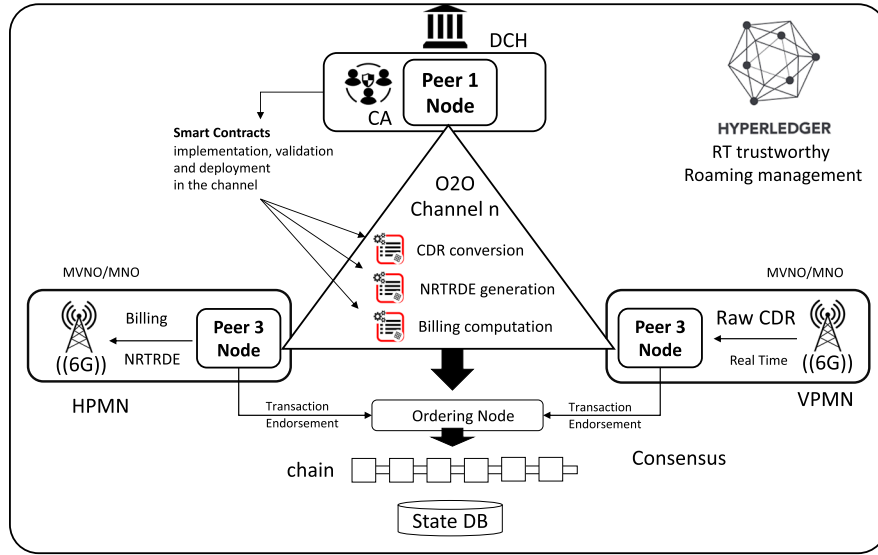 DCH
Peer 1
Node
CA
HYPERLEDGER
RT trustworthy
Roaming management
Smart Contracts
implementation, validation
and deployment
in the channel
O2O
Channel n
CDR conversion
NRTRDE generation
Billing computation
MVNO/MNO
Billing
NRTRDE
((6G))
Peer 3
Node
HPMN
MVNO/MNO
Peer 3
Node
Raw CDR
Real Time
((6G))
VPMN
Transaction
Endorsement
Ordering Node
Transaction
Endorsement
Consensus
chain
State DB